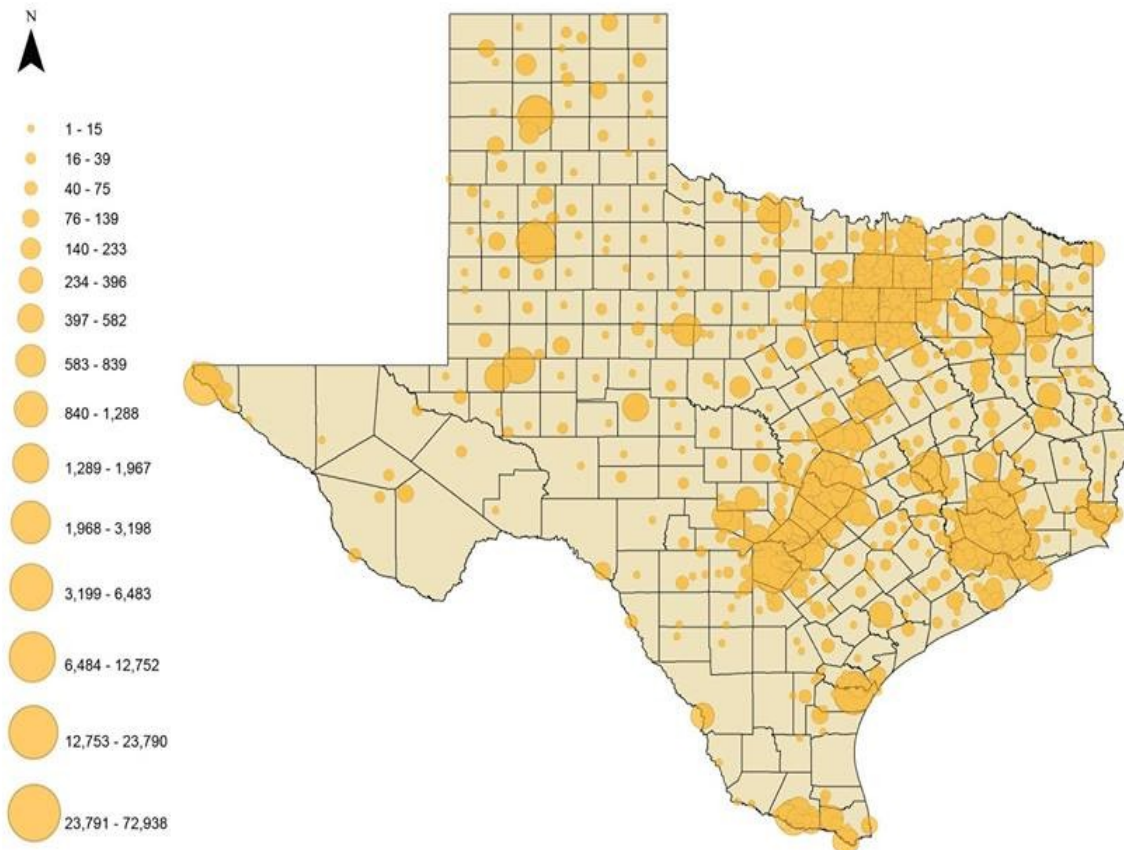 N
1 - 15
16 - 39
40 - 75
76 - 139
140 - 233
234 - 396
397 - 582
583 - 839
840 - 1,288
1,289 - 1,967
1,968 - 3,198
3,199 - 6,483
6,484 - 12,752
12,753 - 23,790
23,791 - 72,938